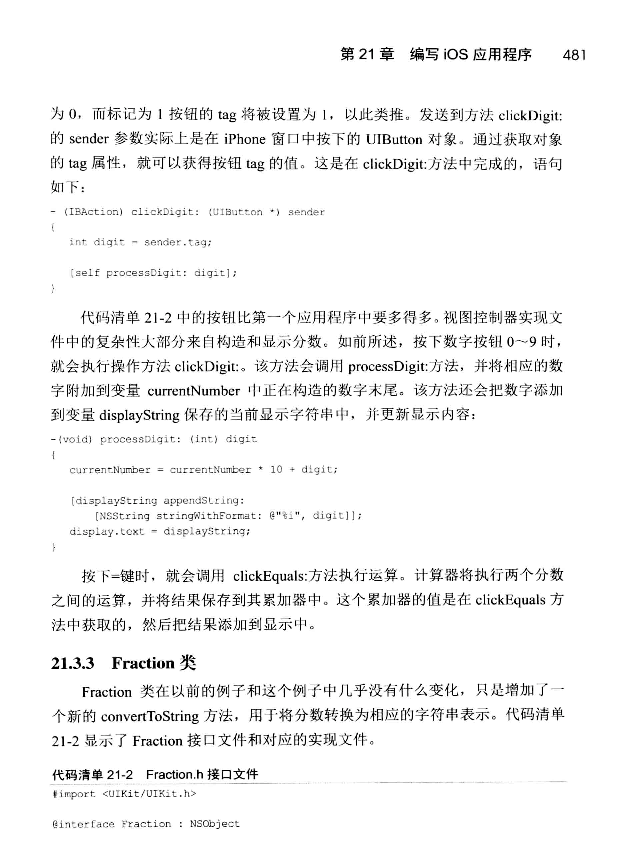 第 21 章 编写 iOS 应用程序 481
为 0，而标记为 1 按钮的 tag 将被设置为 1，以此类推。发送到方法 clickDigit:
的 sender 参数实际上是在 iPhone 窗口中按下的 UIButton 对象。通过获取对象
的 tag 属性，就可以获得按钮 tag 的值。这是在 clickDigit:方法中完成的，语句
如下：
- (IBAction) clickDigit: (UIButton *) sender
{
int digit = sender.tag;
[self processDigit: digit];
}
代码清单 21-2 中的按钮比第一个应用程序中要多得多。视图控制器实现文
件中的复杂性大部分来自构造和显示分数。如前所述，按下数字按钮 0～9 时，
就会执行操作方法 clickDigit:。该方法会调用 processDigit:方法，并将相应的数
字附加到变量 currentNumber 中正在构造的数字末尾。该方法还会把数字添加
到变量 displayString 保存的当前显示字符串中，并更新显示内容：
-(void) processDigit: (int) digit
{
currentNumber = currentNumber * 10 + digit;
[displayString appendString:
[NSString stringWithFormat: @"%i", digit]];
display.text = displayString;
}
按下=键时，就会调用 clickEquals:方法执行运算。计算器将执行两个分数
之间的运算，并将结果保存到其累加器中。这个累加器的值是在 clickEquals 方
法中获取的，然后把结果添加到显示中。
21.3.3 Fraction 类
Fraction 类在以前的例子和这个例子中几乎没有什么变化，只是增加了一
个新的 convertToString 方法，用于将分数转换为相应的字符串表示。代码清单
21-2 显示了 Fraction 接口文件和对应的实现文件。
代码清单 21-2 Fraction.h 接口文件
#import <UIKit/UIKit.h>
@interface Fraction : NSObject